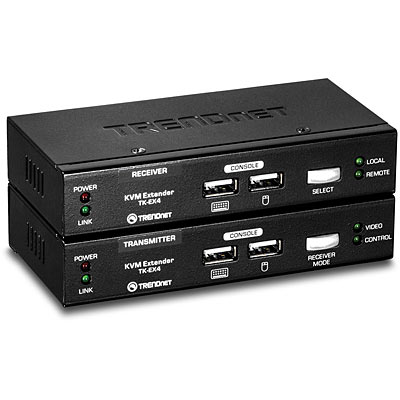 TRENDNET
RECEIVER
CONSOLE
LOCAL
REMOTE
POWER
KVM Extender
TK-EX4
SELECT
LINK
TRENDNET
TRANSMITTER
CONSOLE
VIDEO
CONTROL
POWER
KVM Extender
TK-EX4
RECEIVER
MODE
LINK
TRENDNET